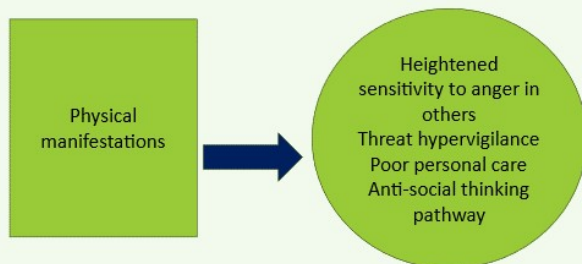 Physical
manifestations
Heightened
sensitivity to anger in
others
Threat hypervigilance
Poor personal care
Anti-social thinking
pathway